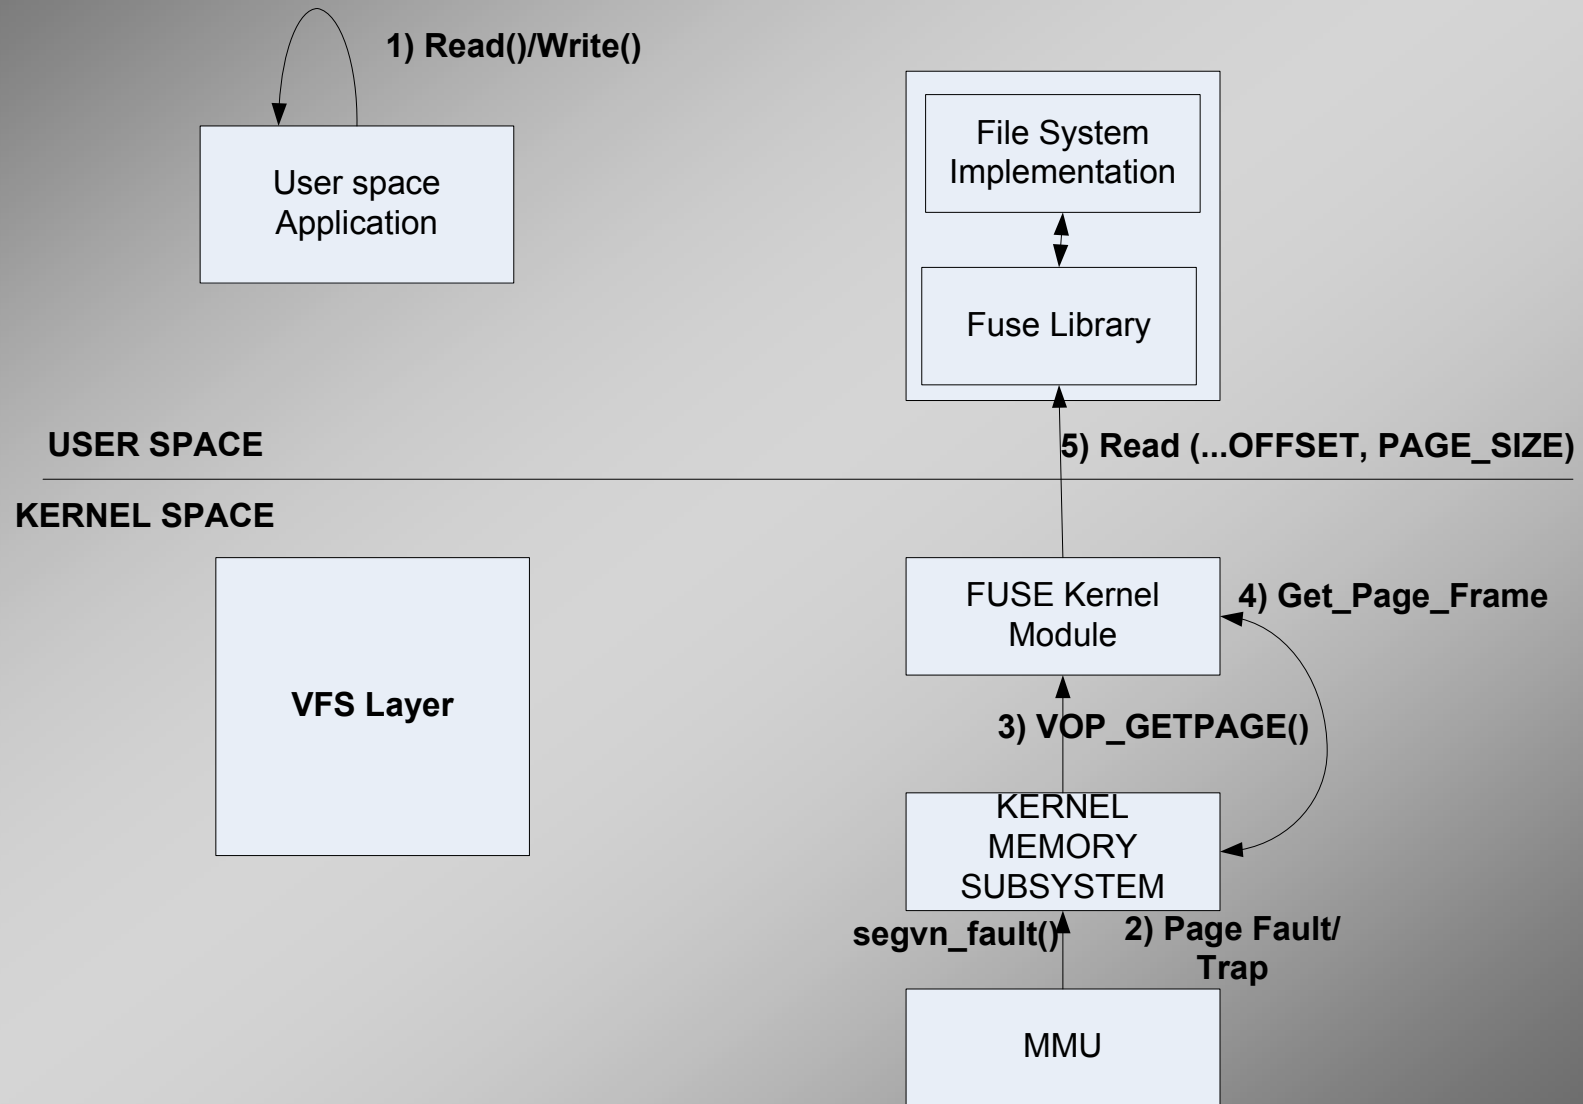 1) Read()/Write()
User space
Application
File System
Implementation
Fuse Library
USER SPACE
5) Read (...OFFSET, PAGE_SIZE)
KERNEL SPACE
VFS Layer
FUSE Kernel
Module
4) Get_Page_Frame
3) VOP_GETPAGE()
KERNEL
MEMORY
SUBSYSTEM
segvn_fault()
2) Page Fault/
Trap
MMU